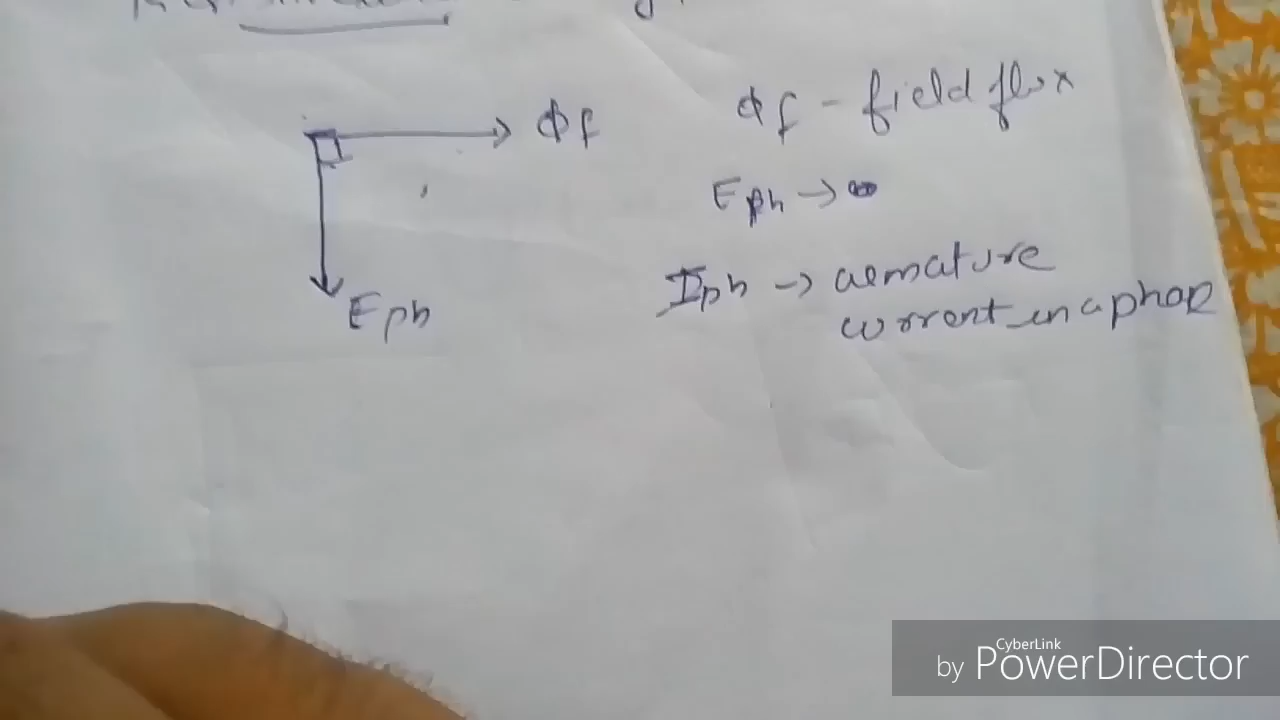 Φf
Eph
Φf - field flux
Eph →
Iph → armature
current in a phase
CyberLink
by PowerDirector